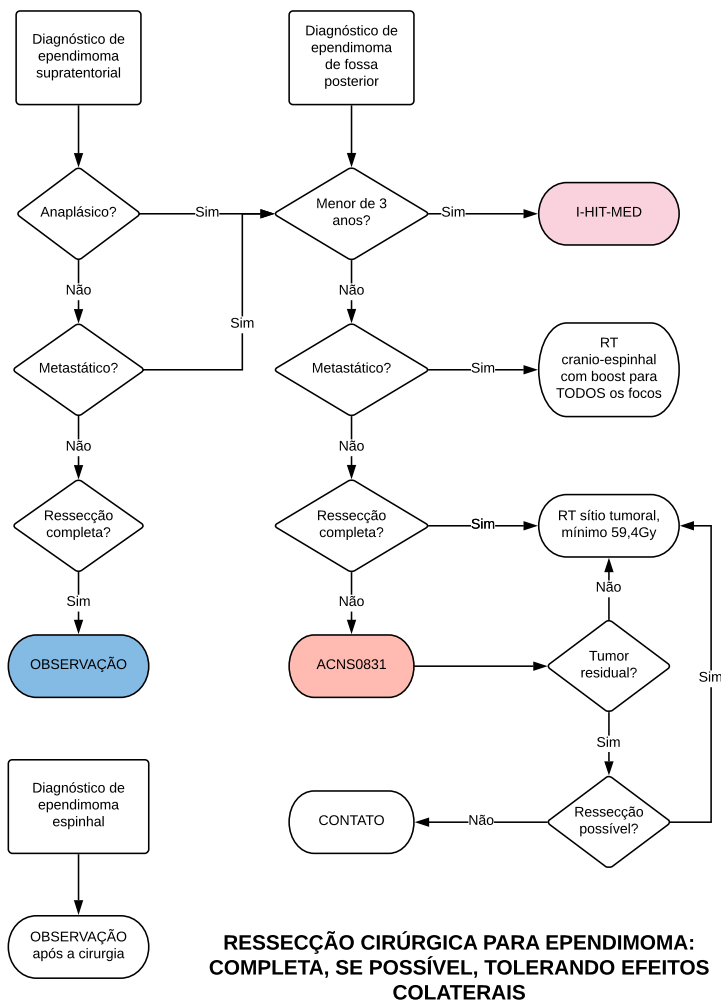 Diagnóstico de
ependimoma
supratentorial
Diagnóstico de
ependimoma
de fossa
posterior
Anaplásico?
Sim
Menor de 3
anos?
Sim
I-HIT-MED
Não
Não
Sim
Metastático?
Metastático?
Sim
RT
cranio-espinhal
com boost para
TODOS os focos
Não
Não
Ressecção
completa?
Ressecção
completa?
Sim
RT sítio tumoral,
mínimo 59,4Gy
Sim
Não
Não
OBSERVAÇÃO
ACNS0831
Tumor
residual?
Sim
Sim
Diagnóstico de
ependimoma
espinhal
CONTATO
Não
Ressecção
possível?
OBSERVAÇÃO
após a cirurgia
RESSECÇÃO CIRÚRGICA PARA EPENDIMOMA:
COMPLETA, SE POSSÍVEL, TOLERANDO EFEITOS
COLATERAIS